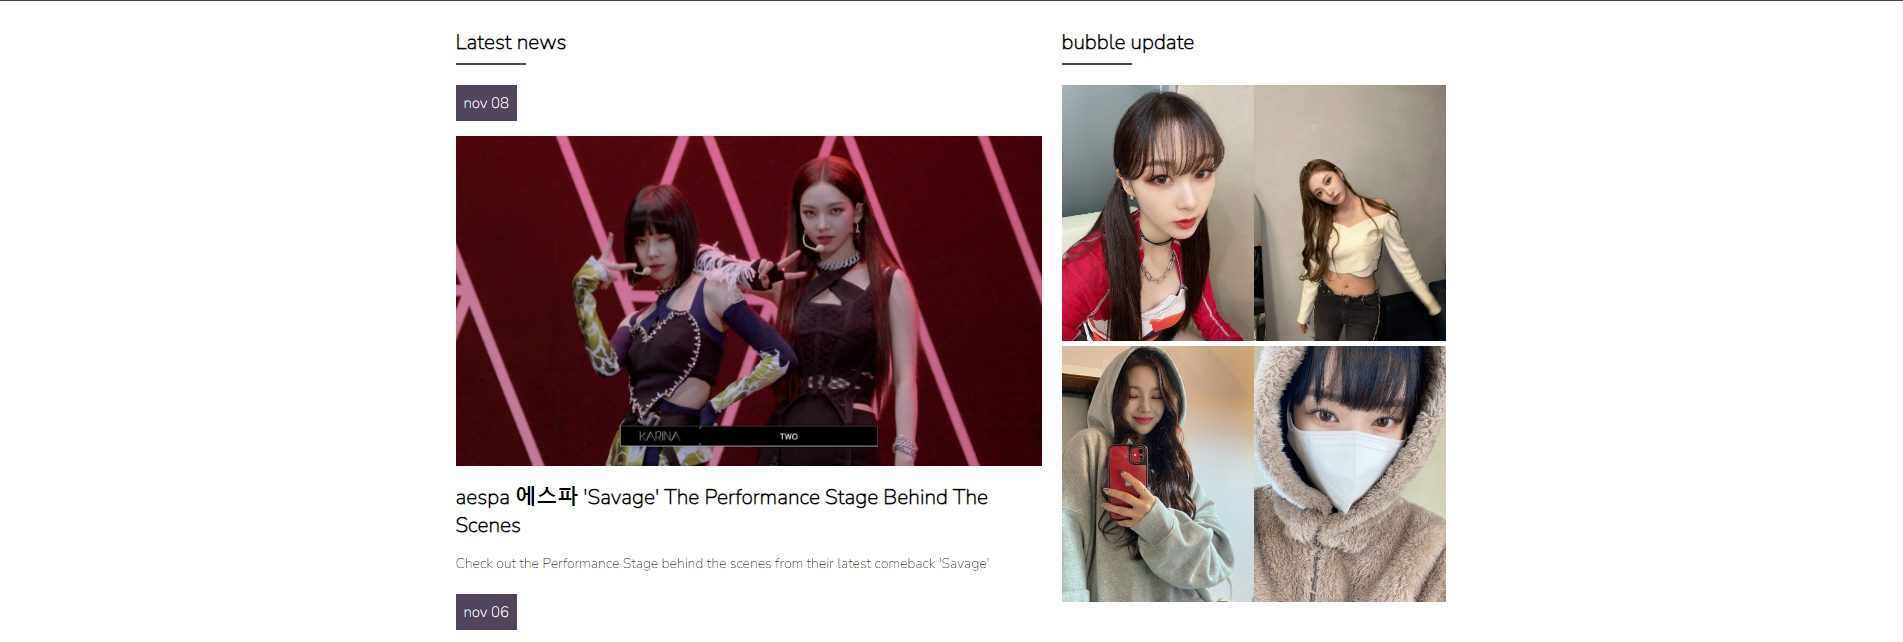 Latest news
nov 08
KARINA
TWO
aespa 에스파 'Savage' The Performance Stage Behind The
Scenes
Check out the Performance Stage behind the scenes from their latest comeback 'Savage'
nov 06
bubble update